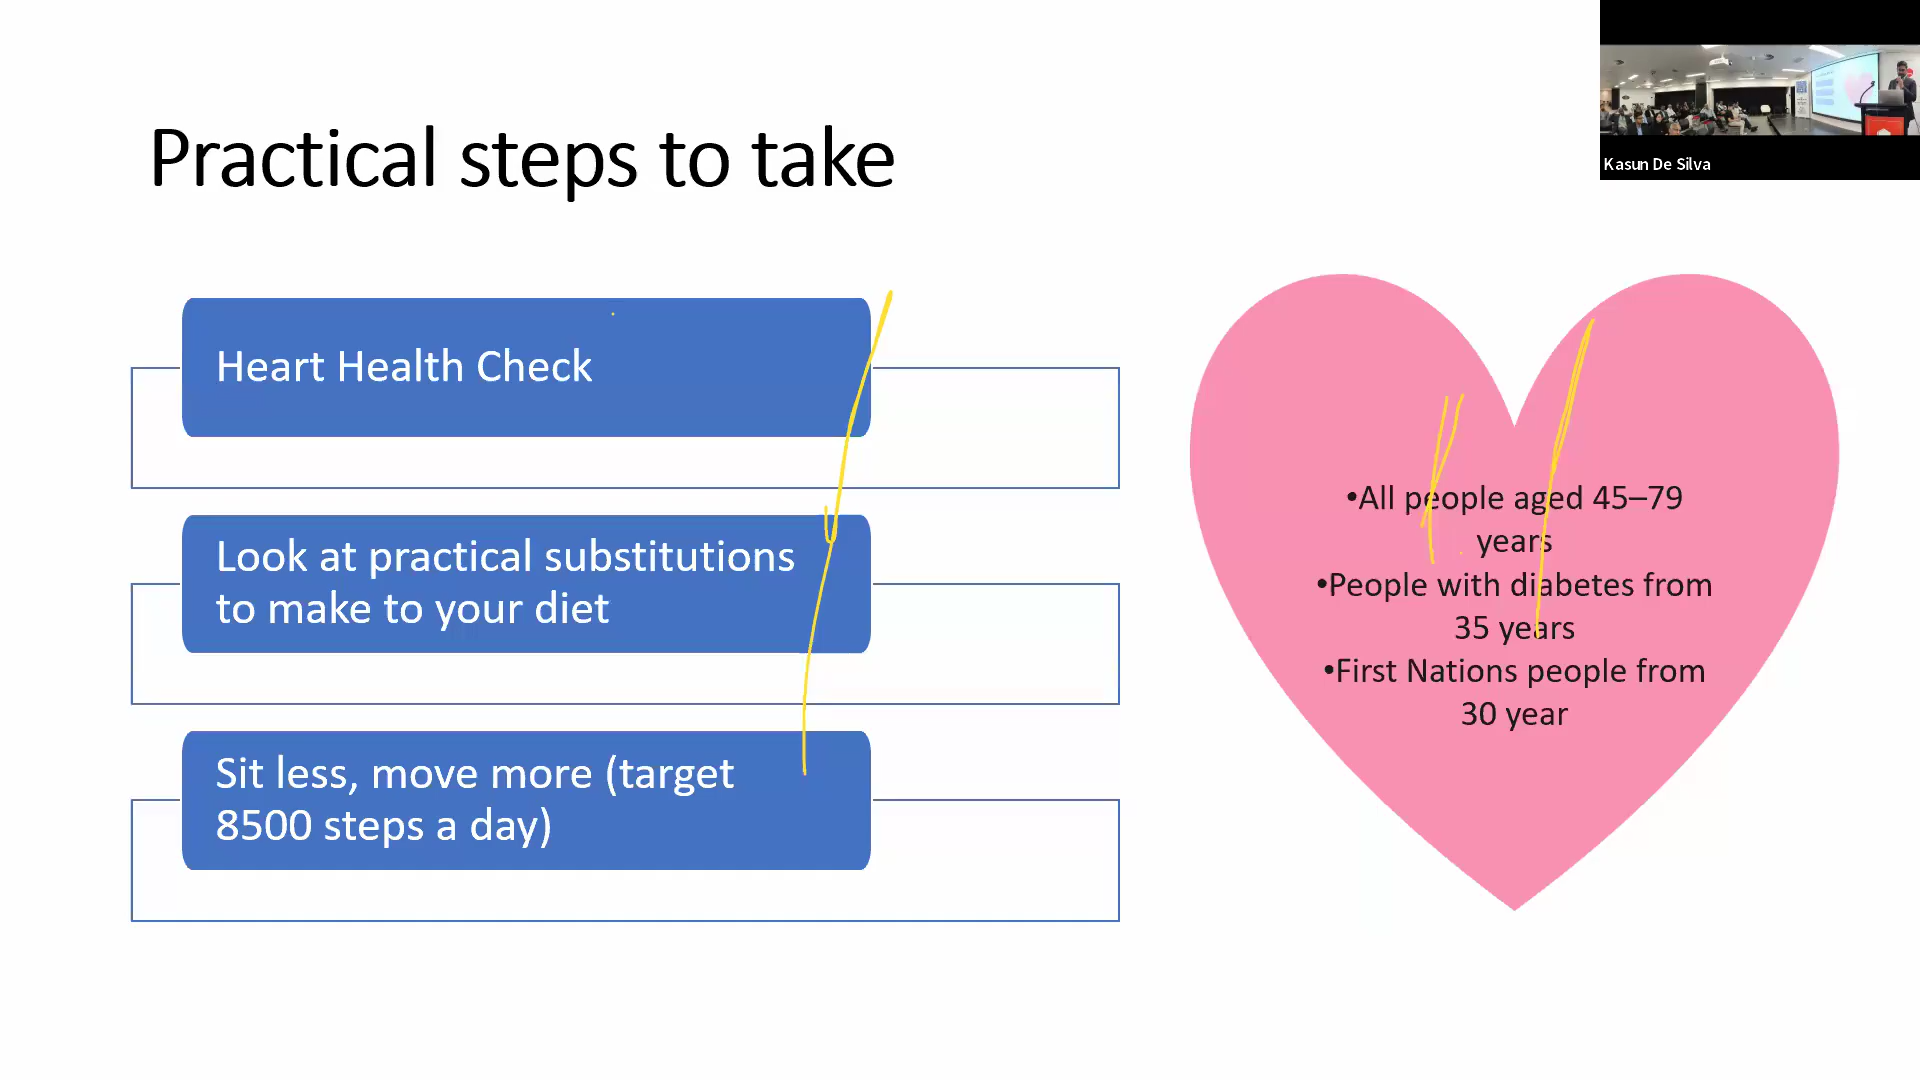 Practical steps to take
Kasun De Silva
Heart Health Check
Look at practical substitutions
to make to your diet
Sit less, move more (target
8500 steps a day)
•All people aged 45–79
years
•People with diabetes from
35 years
•First Nations people from
30 year